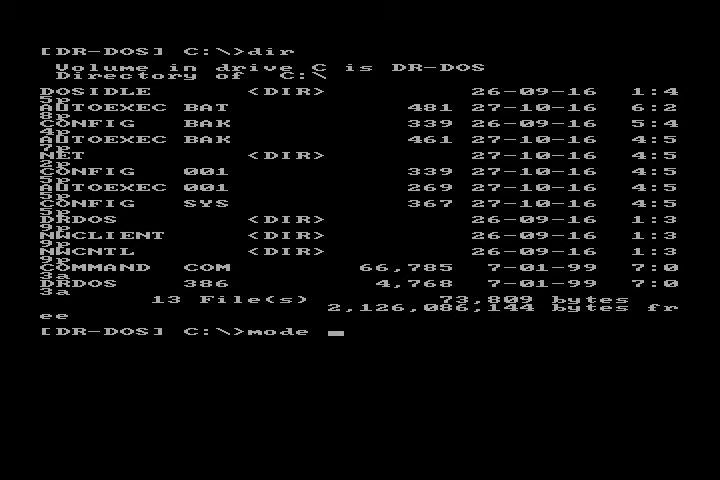 [DR-DOS] C:\>dir
Volume in drive C is DR-DOS
Directory of C:\
DOSIDLE <DIR> 26-09-16 1:4
5p
AUTOEXEC BAT 481 27-10-16 6:2
8p
CONFIG BAK 339 26-09-16 5:4
4p
AUTOEXEC BAK 461 27-10-16 4:5
7p
NET <DIR> 27-10-16 4:5
2p
CONFIG 001 339 27-10-16 4:5
5p
AUTOEXEC 001 269 27-10-16 4:5
5p
CONFIG SYS 367 27-10-16 4:5
5p
DRDOS <DIR> 26-09-16 1:3
9p
NWCLIENT <DIR> 26-09-16 1:3
9p
NWCNTL <DIR> 26-09-16 1:3
9p
COMMAND COM 66,785 7-01-99 7:0
3a
DRDOS 386 4,768 7-01-99 7:0
3a
13 File(s) 73,809 bytes
2,126,086,144 bytes fr
ee
[DR-DOS] C:\>mode